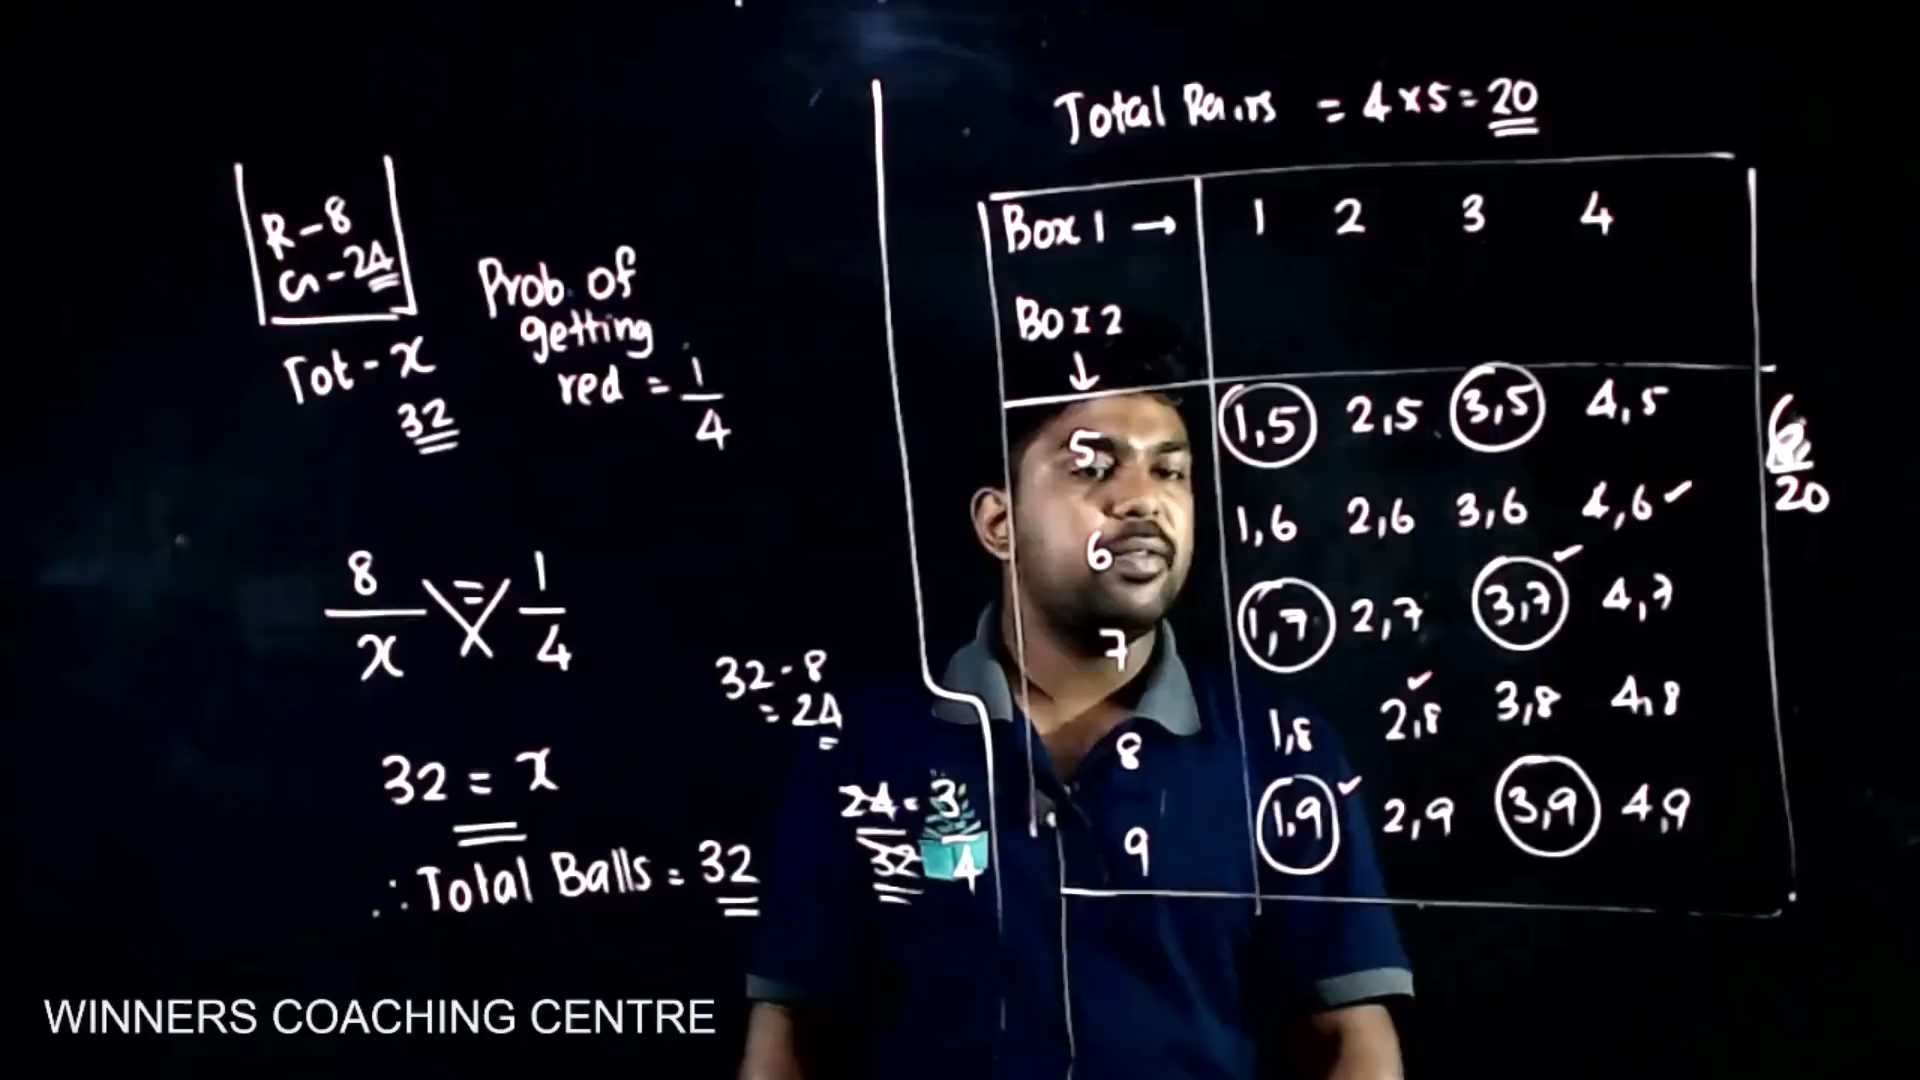 R-8
G-24
Tot-x
32
Prob. of
getting
red = 1/4
8/x = 1/4
32 = x
∴ Total Balls = 32
32-8
= 24
24/32 = 3/4
Total Pairs = 4×5=20
Box 1 → 1 2 3 4
Box 2
↓
5 1,5 2,5 3,5 4,5
6 1,6 2,6 3,6 4,6 ✓
7 1,7 2,7 3,7 ✓ 4,7
8 1,8 2,8 ✓ 3,8 4,8
9 1,9 ✓ 2,9 3,9 4,9
20
WINNERS COACHING CENTRE